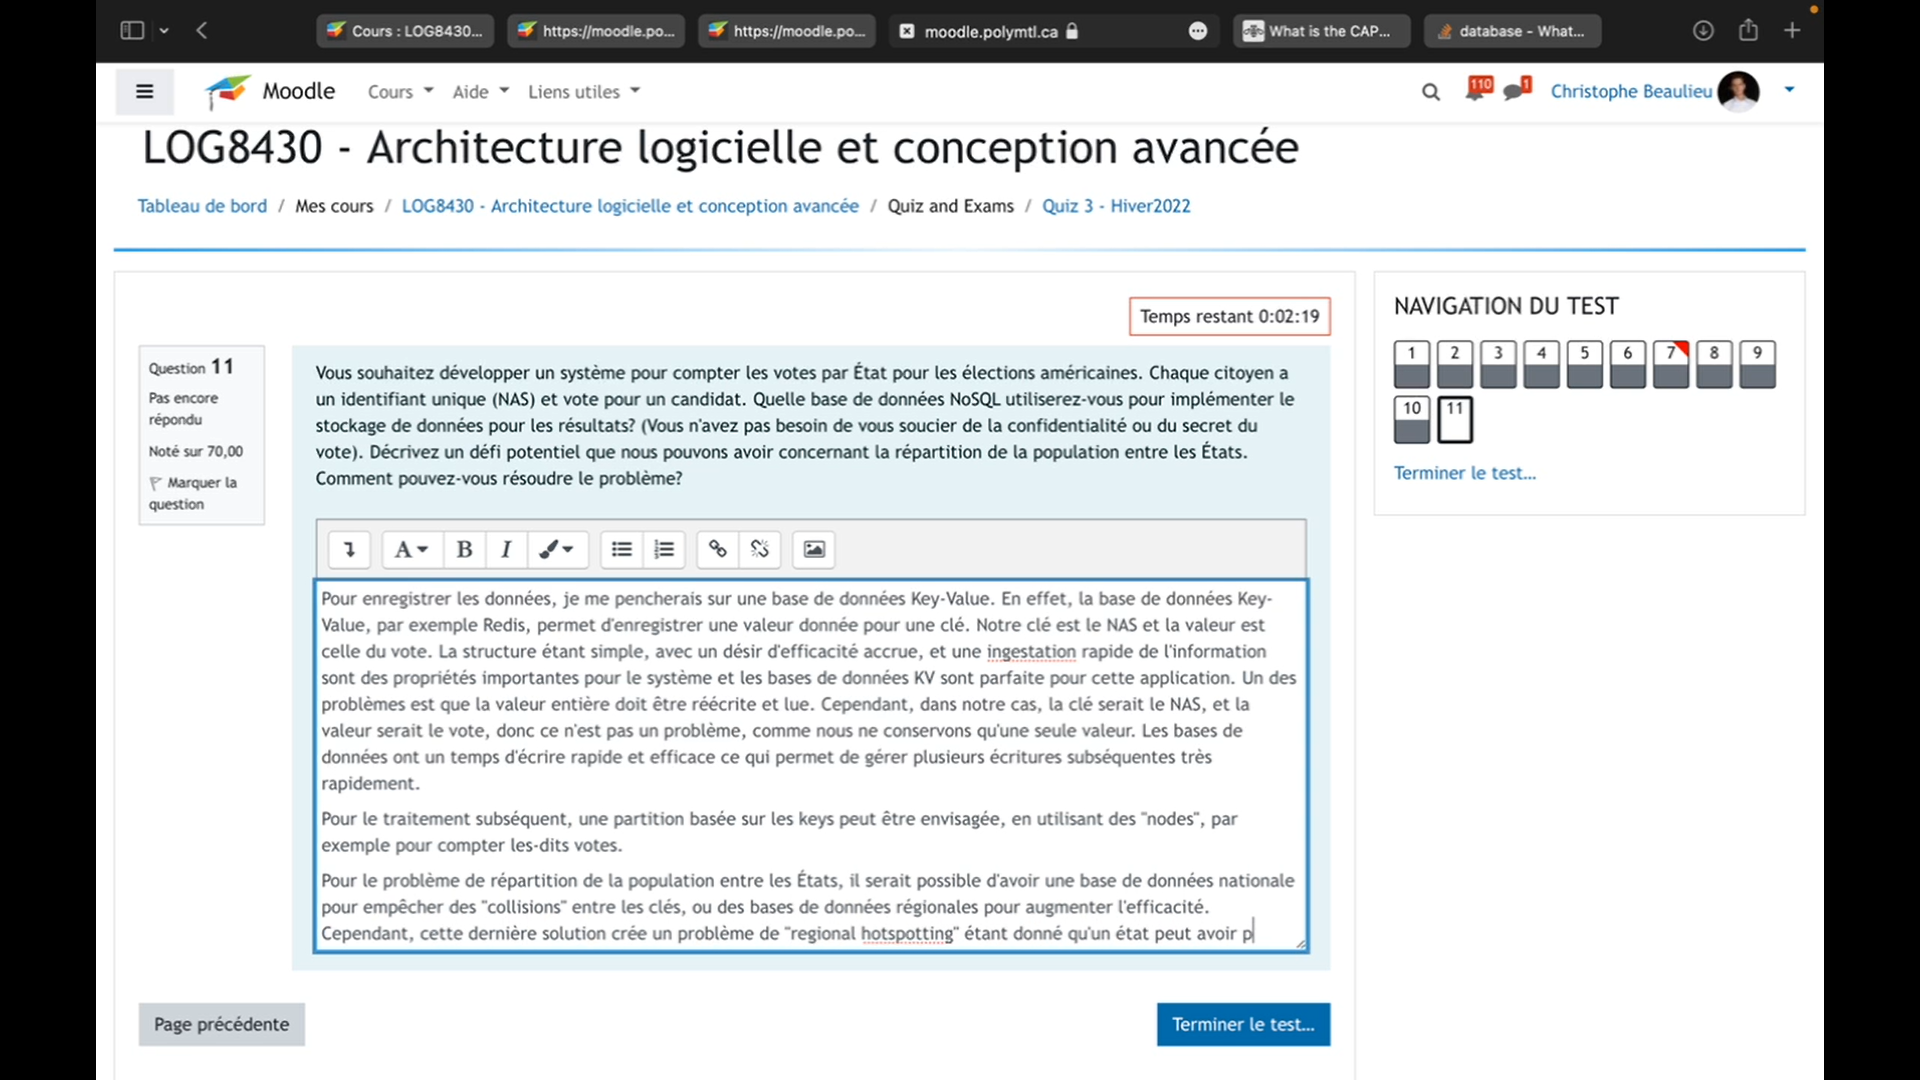 Cours : LOG8430...
https://moodle.po...
https://moodle.po...
moodle.polymtl.ca
What is the CAP...
database - What...
Moodle
Cours
Aide
Liens utiles
110
1
Christophe Beaulieu
LOG8430 - Architecture logicielle et conception avancée
Tableau de bord / Mes cours / LOG8430 - Architecture logicielle et conception avancée / Quiz and Exams / Quiz 3 - Hiver2022
Temps restant 0:02:19
Question 11
Pas encore
répondu
Noté sur 70,00
Marquer la
question
Vous souhaitez développer un système pour compter les votes par État pour les élections américaines. Chaque citoyen a
un identifiant unique (NAS) et vote pour un candidat. Quelle base de données NoSQL utiliserez-vous pour implémenter le
stockage de données pour les résultats? (Vous n'avez pas besoin de vous soucier de la confidentialité ou du secret du
vote). Décrivez un défi potentiel que nous pouvons avoir concernant la répartition de la population entre les États.
Comment pouvez-vous résoudre le problème?
A B I
Pour enregistrer les données, je me pencherais sur une base de données Key-Value. En effet, la base de données Key-
Value, par exemple Redis, permet d'enregistrer une valeur donnée pour une clé. Notre clé est le NAS et la valeur est
celle du vote. La structure étant simple, avec un désir d'efficacité accrue, et une ingestation rapide de l'information
sont des propriétés importantes pour le système et les bases de données KV sont parfaite pour cette application. Un des
problèmes est que la valeur entière doit être réécrite et lue. Cependant, dans notre cas, la clé serait le NAS, et la
valeur serait le vote, donc ce n'est pas un problème, comme nous ne conservons qu'une seule valeur. Les bases de
données ont un temps d'écrire rapide et efficace ce qui permet de gérer plusieurs écritures subséquentes très
rapidement.
Pour le traitement subséquent, une partition basée sur les keys peut être envisagée, en utilisant des "nodes", par
exemple pour compter les-dits votes.
Pour le problème de répartition de la population entre les États, il serait possible d'avoir une base de données nationale
pour empêcher des "collisions" entre les clés, ou des bases de données régionales pour augmenter l'efficacité.
Cependant, cette dernière solution crée un problème de "regional hotspotting" étant donné qu'un état peut avoir p
Page précédente
Terminer le test...
NAVIGATION DU TEST
1 2 3 4 5 6 7 8 9
10 11
Terminer le test...